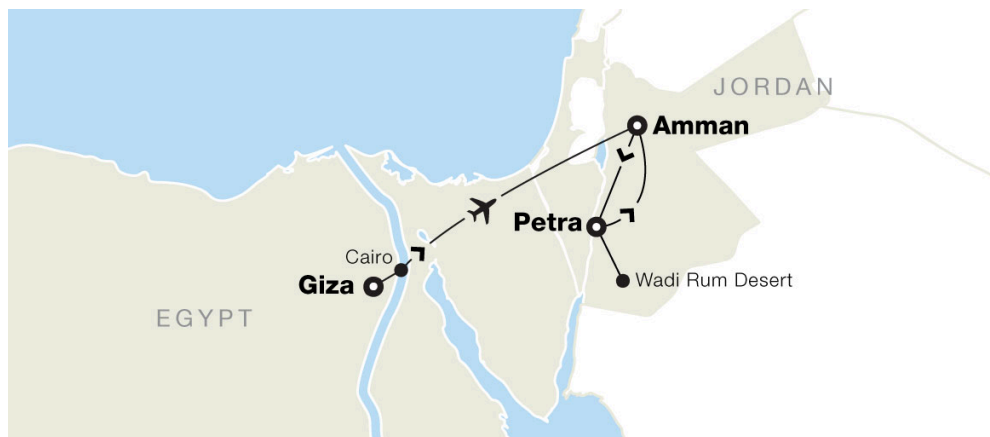 JORDAN
Amman
Petra
Cairo
Giza
Wadi Rum Desert
EGYPT